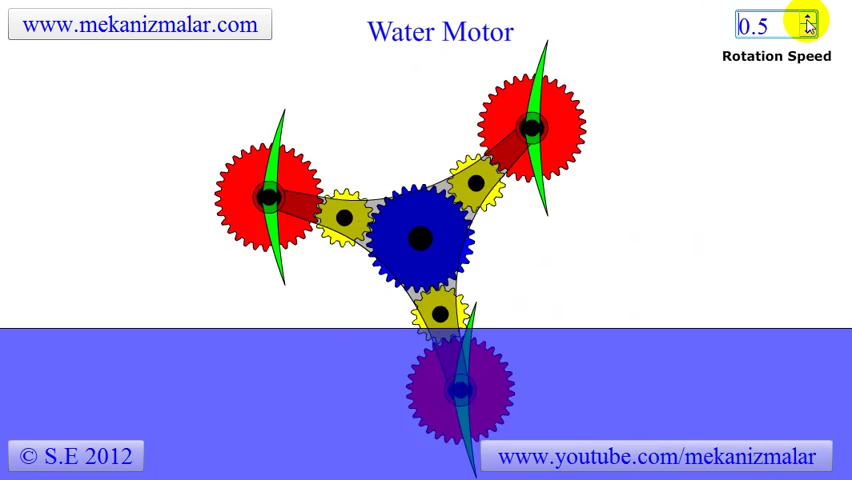 www.mekanizmalar.com
Water Motor
0.5
Rotation Speed
© S.E 2012
www.youtube.com/mekanizmalar